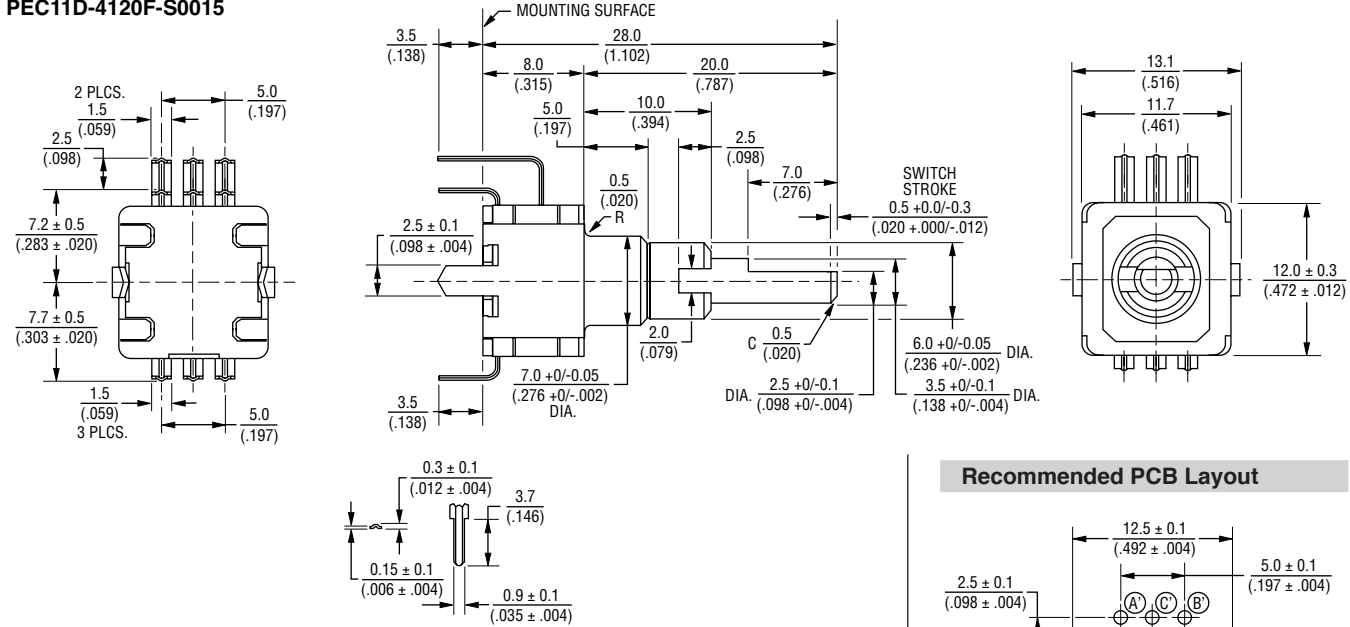 PEC11D-4120F-S0015
MOUNTING SURFACE
3.5
(.138)
28.0
(1.102)
8.0
(.315)
20.0
(.787)
5.0
(.197)
10.0
(.394)
2.5
(.098)
7.0
(.276)
SWITCH
STROKE
0.5 +0.0/-0.3
(.020 +.000/-.012)
0.5
(.020)
R
2.5 ± 0.1
(.098 ± .004)
2.0
(.079)
C 0.5
(.020)
7.0 +0/-0.05
(.276 +0/-.002)
DIA.
3.5
(.138)
DIA. 2.5 +0/-0.1
(.098 +0/-.004)
6.0 +0/-0.05
(.236 +0/-.002) DIA.
3.5 +0/-0.1
(.138 +0/-.004) DIA.
2 PLCS.
1.5
(.059)
5.0
(.197)
2.5
(.098)
7.2 ± 0.5
(.283 ± .020)
7.7 ± 0.5
(.303 ± .020)
1.5
(.059)
3 PLCS.
5.0
(.197)
13.1
(.516)
11.7
(.461)
12.0 ± 0.3
(.472 ± .012)
0.3 ± 0.1
(.012 ± .004)
3.7
(.146)
0.15 ± 0.1
(.006 ± .004)
0.9 ± 0.1
(.035 ± .004)
Recommended PCB Layout
12.5 ± 0.1
(.492 ± .004)
5.0 ± 0.1
(.197 ± .004)
2.5 ± 0.1
(.098 ± .004)
A' C' B'